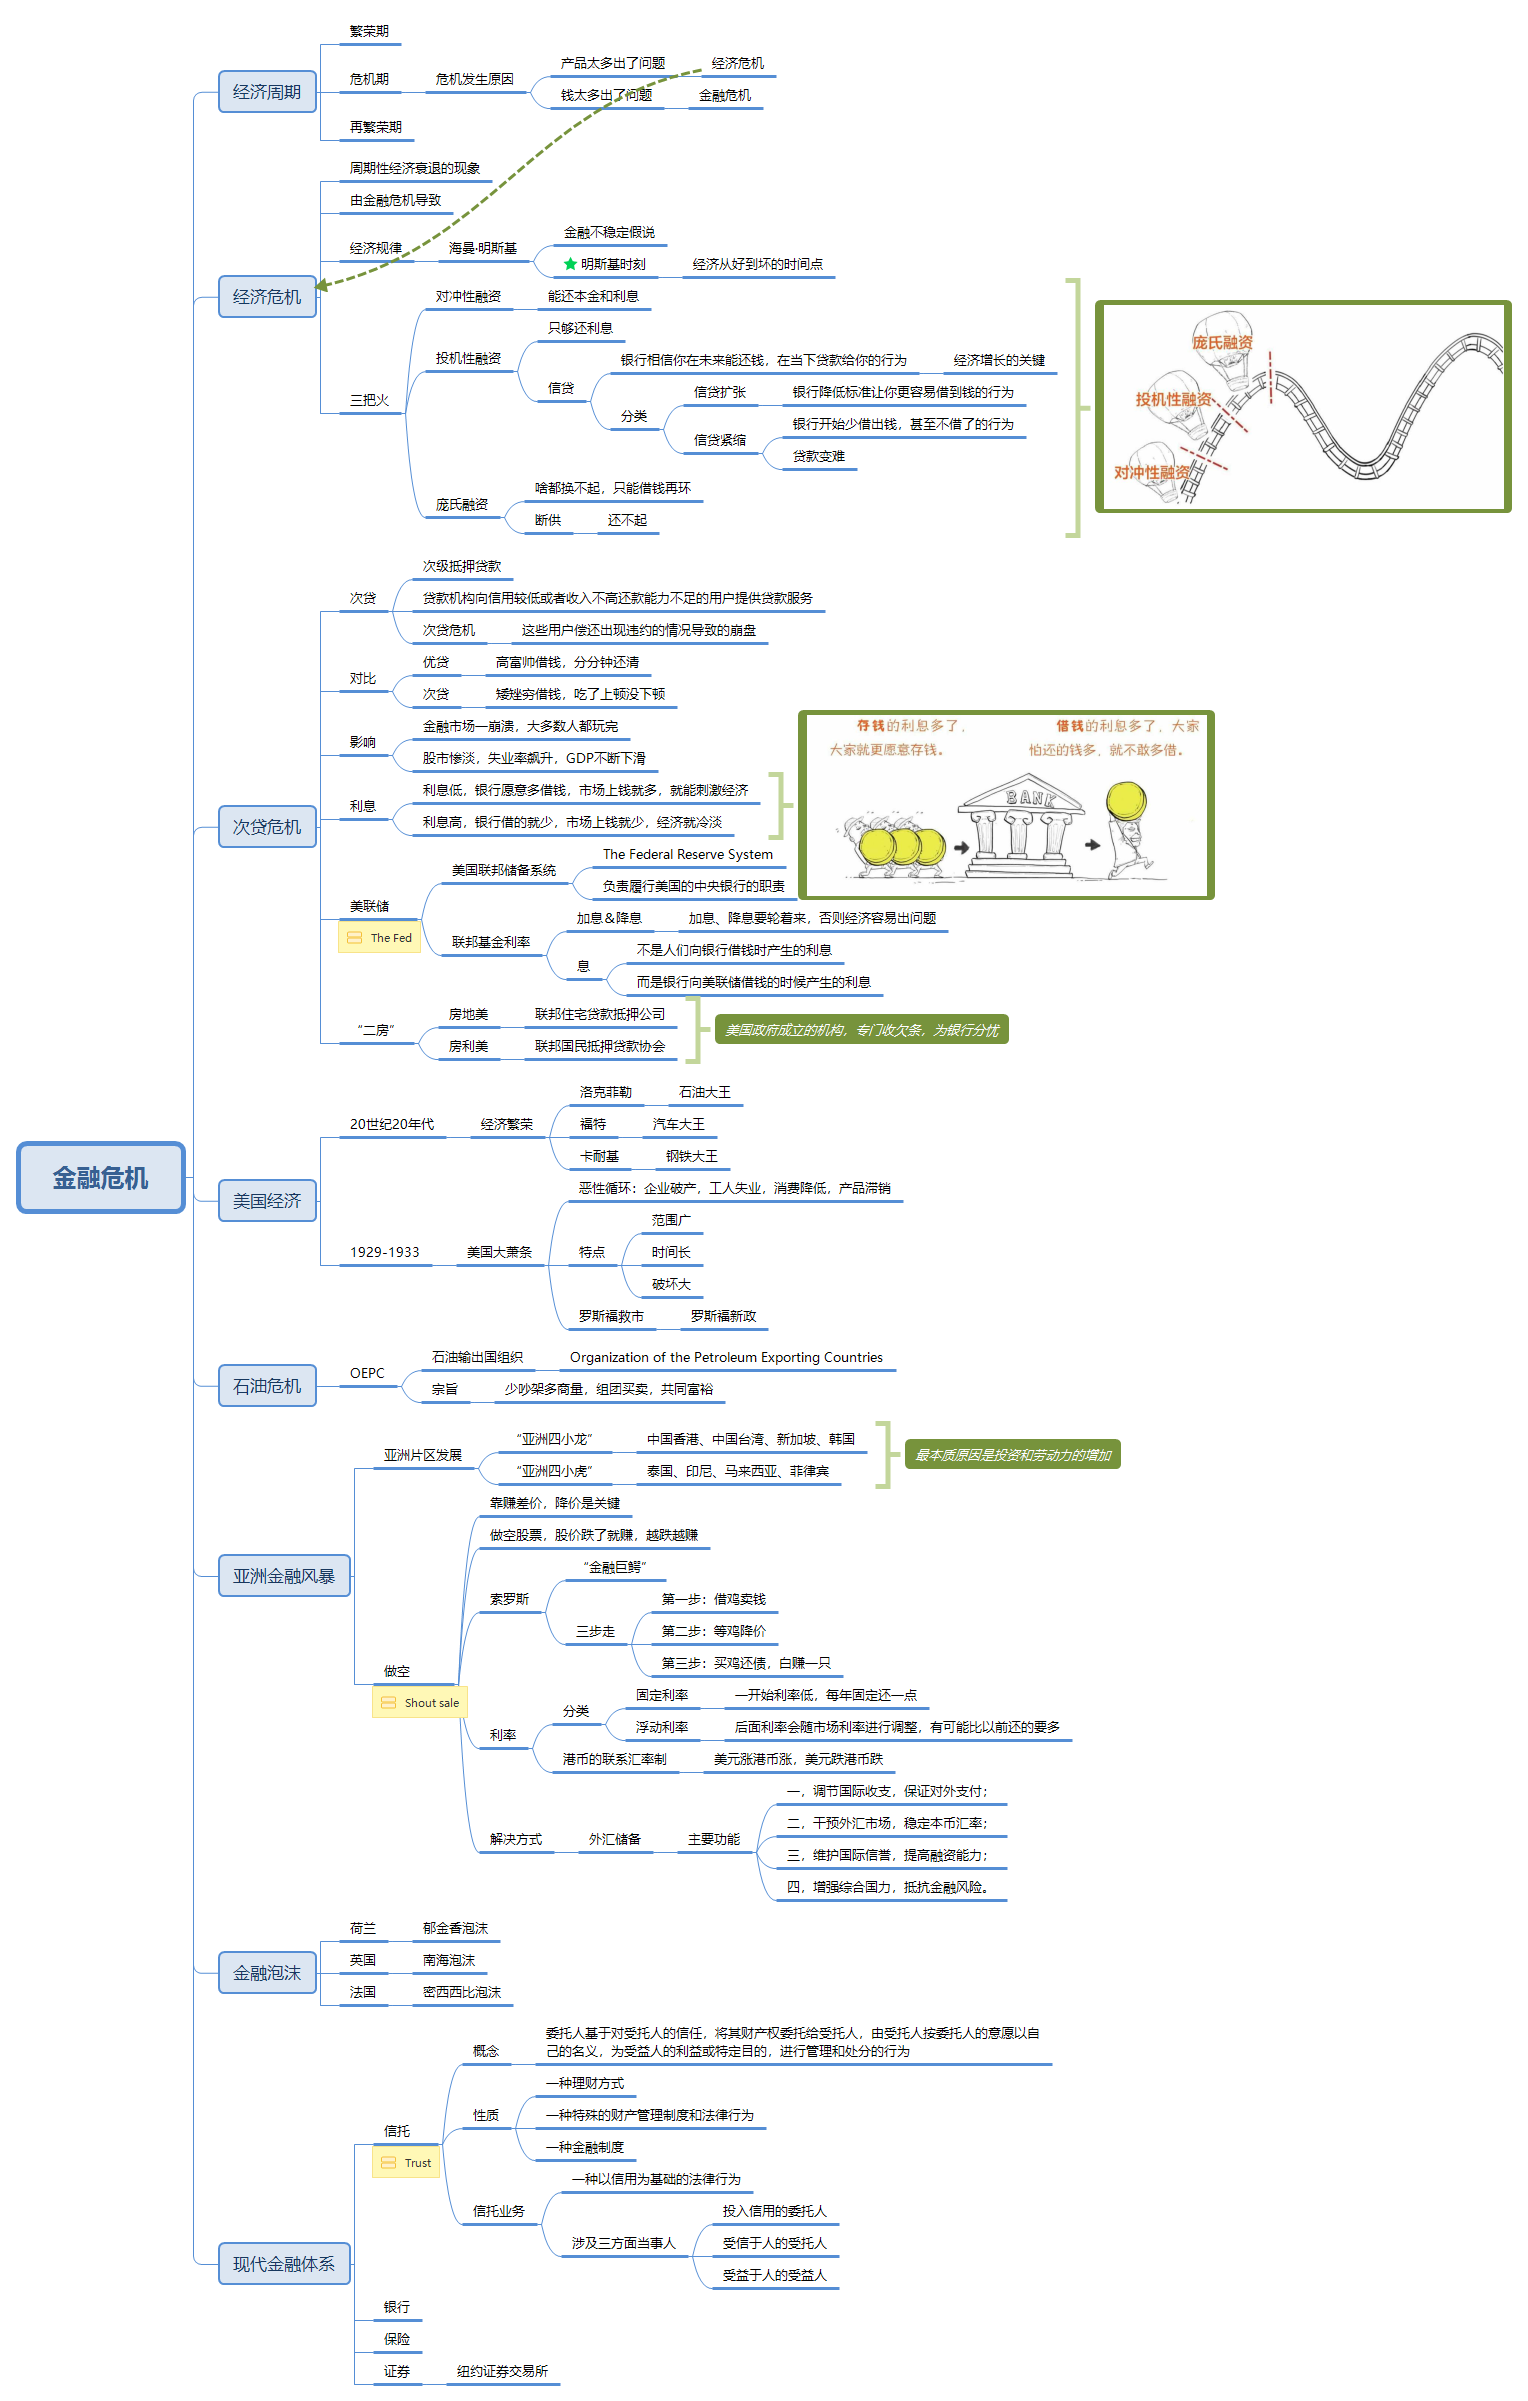 金融危机
经济周期
繁荣期
危机期
危机发生原因
产品太多出了问题
经济危机
钱太多出了问题
金融危机
再繁荣期
经济危机
周期性经济衰退的现象
由金融危机导致
经济规律
海曼·明斯基
金融不稳定假说
明斯基时刻
经济从好到坏的时间点
三把火
对冲性融资
能还本金和利息
投机性融资
只够还利息
信贷
银行相信你在未来能还钱，在当下贷款给你的行为
经济增长的关键
分类
信贷扩张
银行降低标准让你更容易借到钱的行为
信贷紧缩
银行开始少借出钱，甚至不借了的行为
贷款变难
庞氏融资
啥都换不起，只能借钱再环
断供
还不起
庞氏融资
投机性融资
对冲性融资
次贷危机
次贷
次级抵押贷款
贷款机构向信用较低或者收入不高还款能力不足的用户提供贷款服务
次贷危机
这些用户偿还出现违约的情况导致的崩盘
对比
优贷
高富帅借钱，分分钟还清
次贷
矮矬穷借钱，吃了上顿没下顿
影响
金融市场一崩溃，大多数人都玩完
股市惨淡，失业率飙升，GDP不断下滑
利息
利息低，银行愿意多借钱，市场上钱就多，就能刺激经济
利息高，银行借的就少，市场上钱就少，经济就冷淡
存钱的利息多了，
大家就更愿意存钱。
借钱的利息多了，大家
怕还的钱多，就不敢多借。
BANK
美联储
The Fed
美国联邦储备系统
The Federal Reserve System
负责履行美国的中央银行的职责
联邦基金利率
加息＆降息
加息、降息要轮着来，否则经济容易出问题
息
不是人们向银行借钱时产生的利息
而是银行向美联储借钱的时候产生的利息
“二房”
房地美
联邦住宅贷款抵押公司
房利美
联邦国民抵押贷款协会
美国政府成立的机构，专门收欠条，为银行分忧
美国经济
20世纪20年代
经济繁荣
洛克菲勒
石油大王
福特
汽车大王
卡耐基
钢铁大王
1929-1933
美国大萧条
恶性循环：企业破产，工人失业，消费降低，产品滞销
特点
范围广
时间长
破坏大
罗斯福救市
罗斯福新政
石油危机
OEPC
石油输出国组织
Organization of the Petroleum Exporting Countries
宗旨
少吵架多商量，组团买卖，共同富裕
亚洲金融风暴
亚洲片区发展
“亚洲四小龙”
中国香港、中国台湾、新加坡、韩国
“亚洲四小虎”
泰国、印尼、马来西亚、菲律宾
最本质原因是投资和劳动力的增加
做空
Shout sale
靠赚差价，降价是关键
做空股票，股价跌了就赚，越跌越赚
索罗斯
“金融巨鳄”
三步走
第一步：借鸡卖钱
第二步：等鸡降价
第三步：买鸡还债，白赚一只
利率
分类
固定利率
一开始利率低，每年固定还一点
浮动利率
后面利率会随市场利率进行调整，有可能比以前还的要多
港币的联系汇率制
美元涨港币涨，美元跌港币跌
解决方式
外汇储备
主要功能
一，调节国际收支，保证对外支付；
二，干预外汇市场，稳定本币汇率；
三，维护国际信誉，提高融资能力；
四，增强综合国力，抵抗金融风险。
金融泡沫
荷兰
郁金香泡沫
英国
南海泡沫
法国
密西西比泡沫
现代金融体系
信托
Trust
概念
委托人基于对受托人的信任，将其财产权委托给受托人，由受托人按委托人的意愿以自
己的名义，为受益人的利益或特定目的，进行管理和处分的行为
性质
一种理财方式
一种特殊的财产管理制度和法律行为
一种金融制度
信托业务
一种以信用为基础的法律行为
涉及三方面当事人
投入信用的委托人
受信于人的受托人
受益于人的受益人
银行
保险
证券
纽约证券交易所